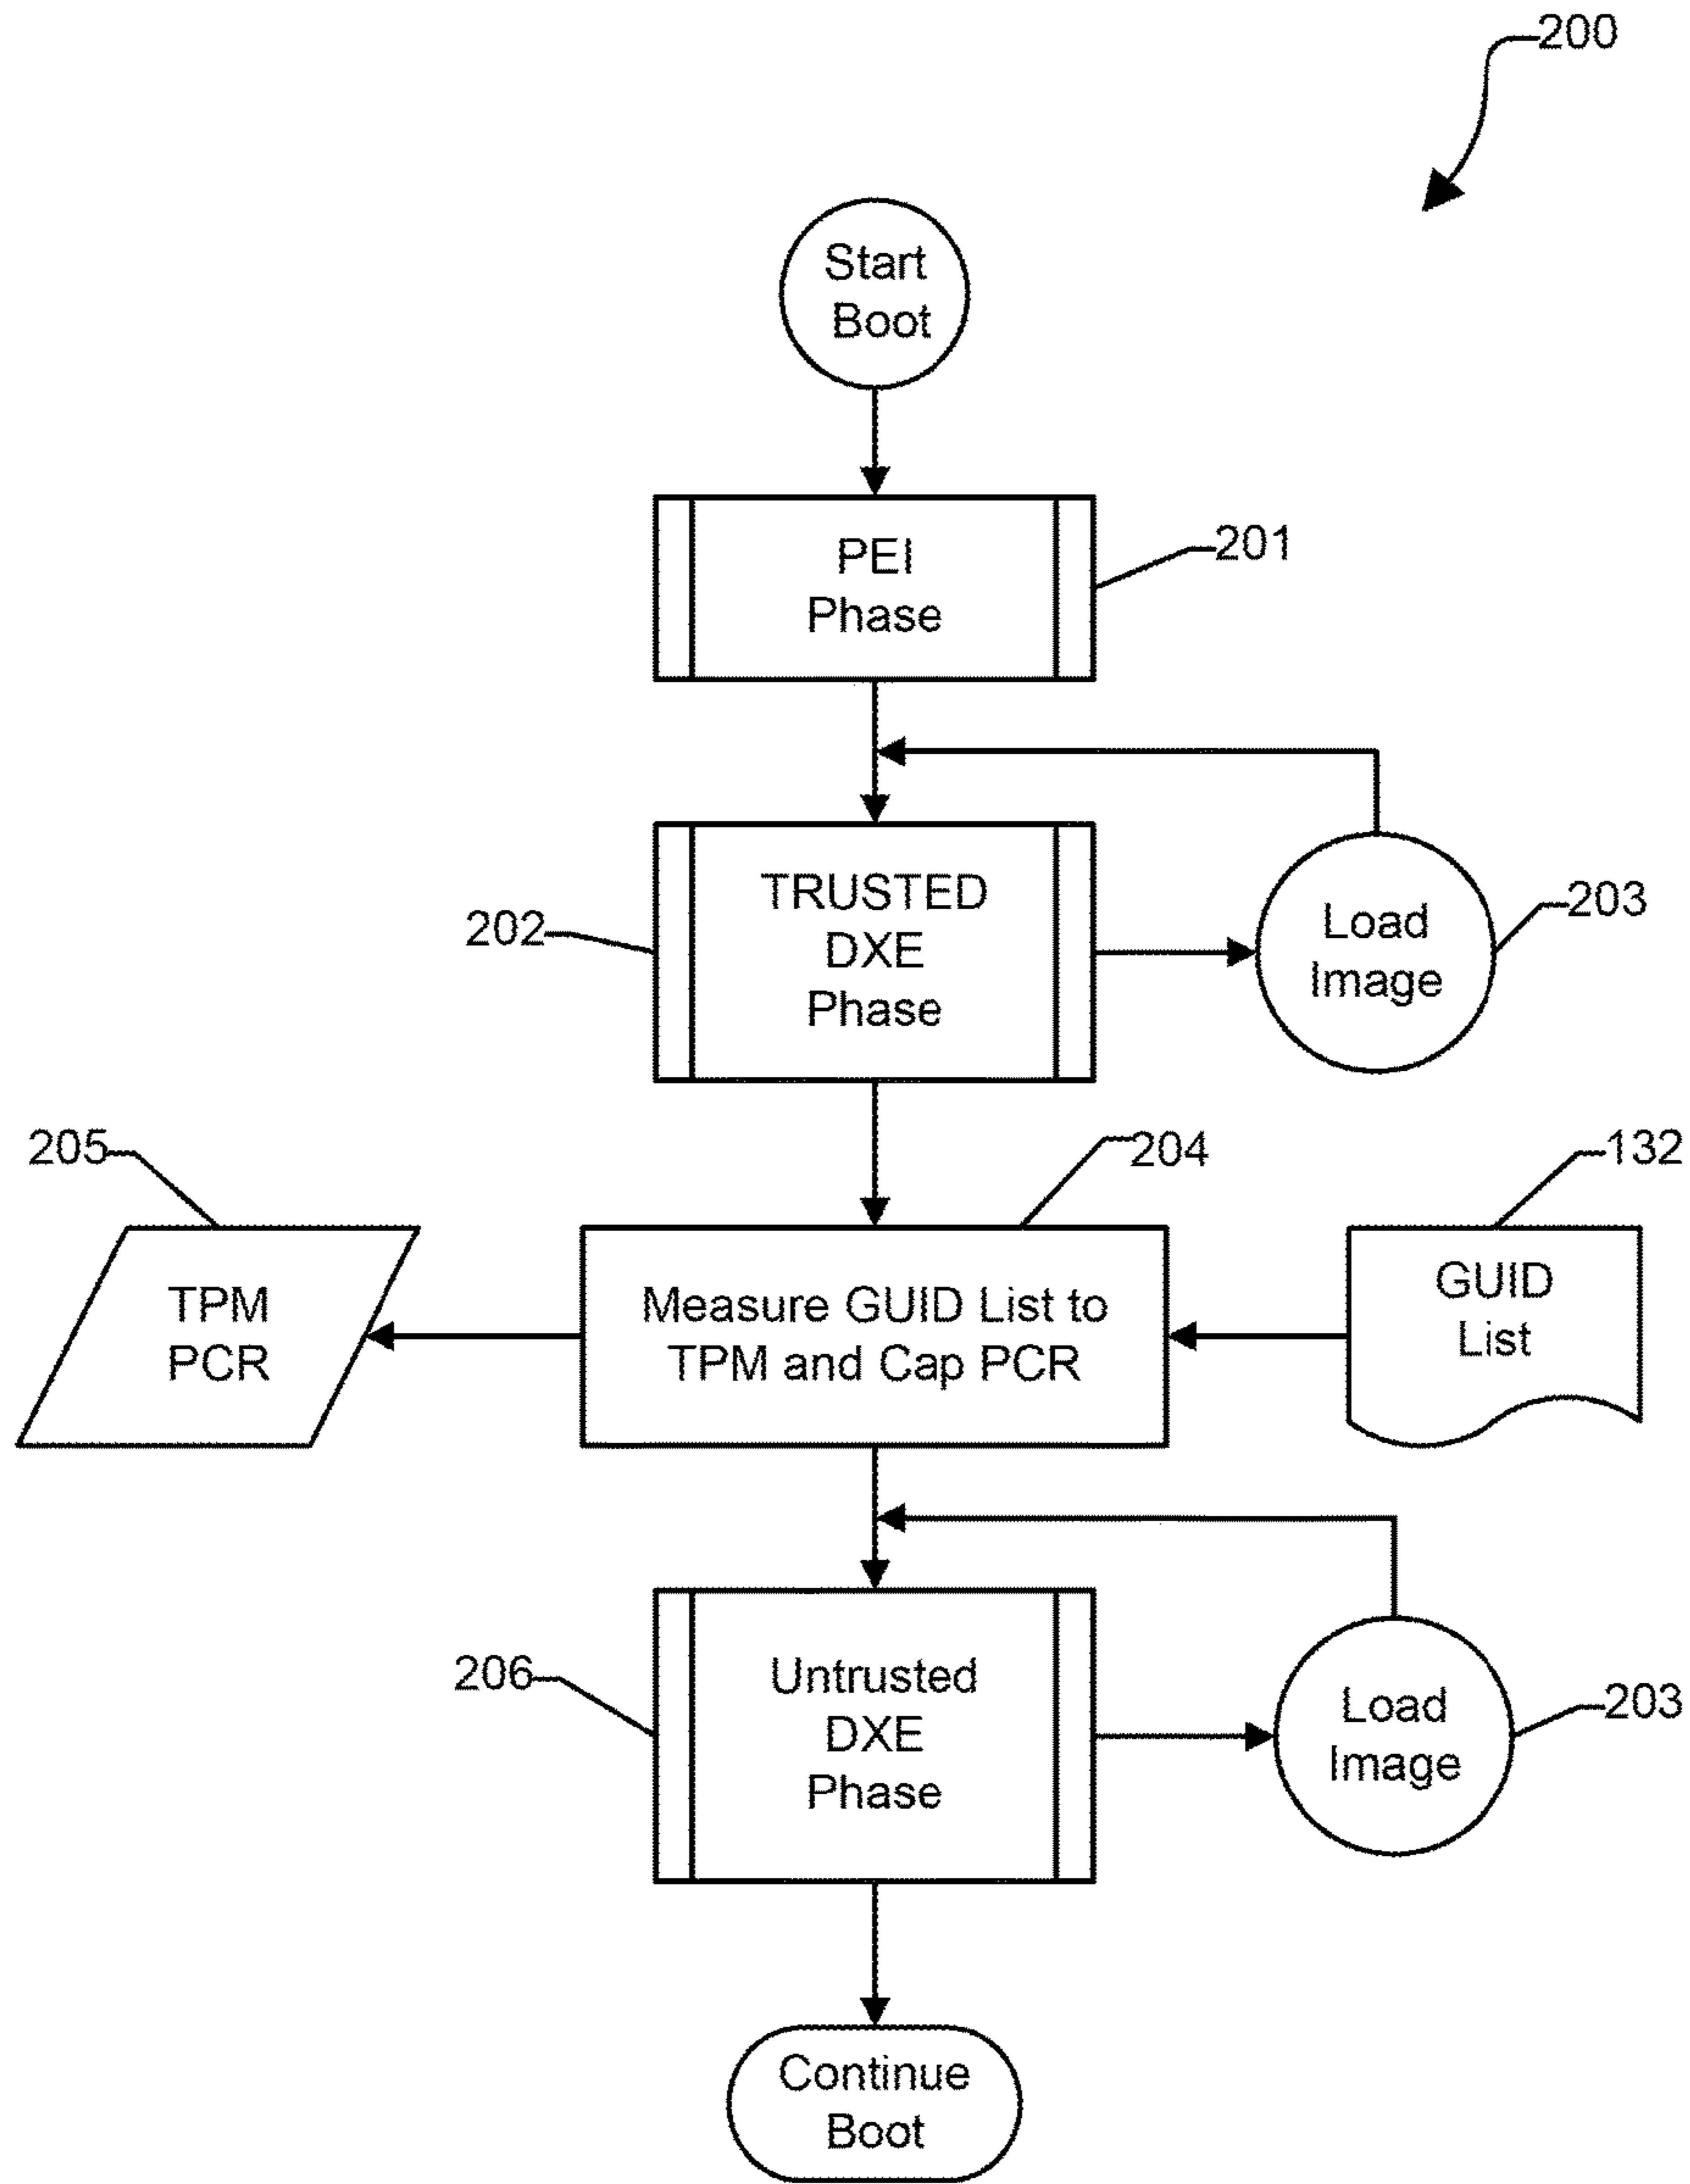 200
Start
Boot
PEI
Phase
201
TRUSTED
DXE
Phase
202
Load
Image
203
205
204
132
TPM
PCR
Measure GUID List to
TPM and Cap PCR
GUID
List
206
Untrusted
DXE
Phase
Load
Image
203
Continue
Boot